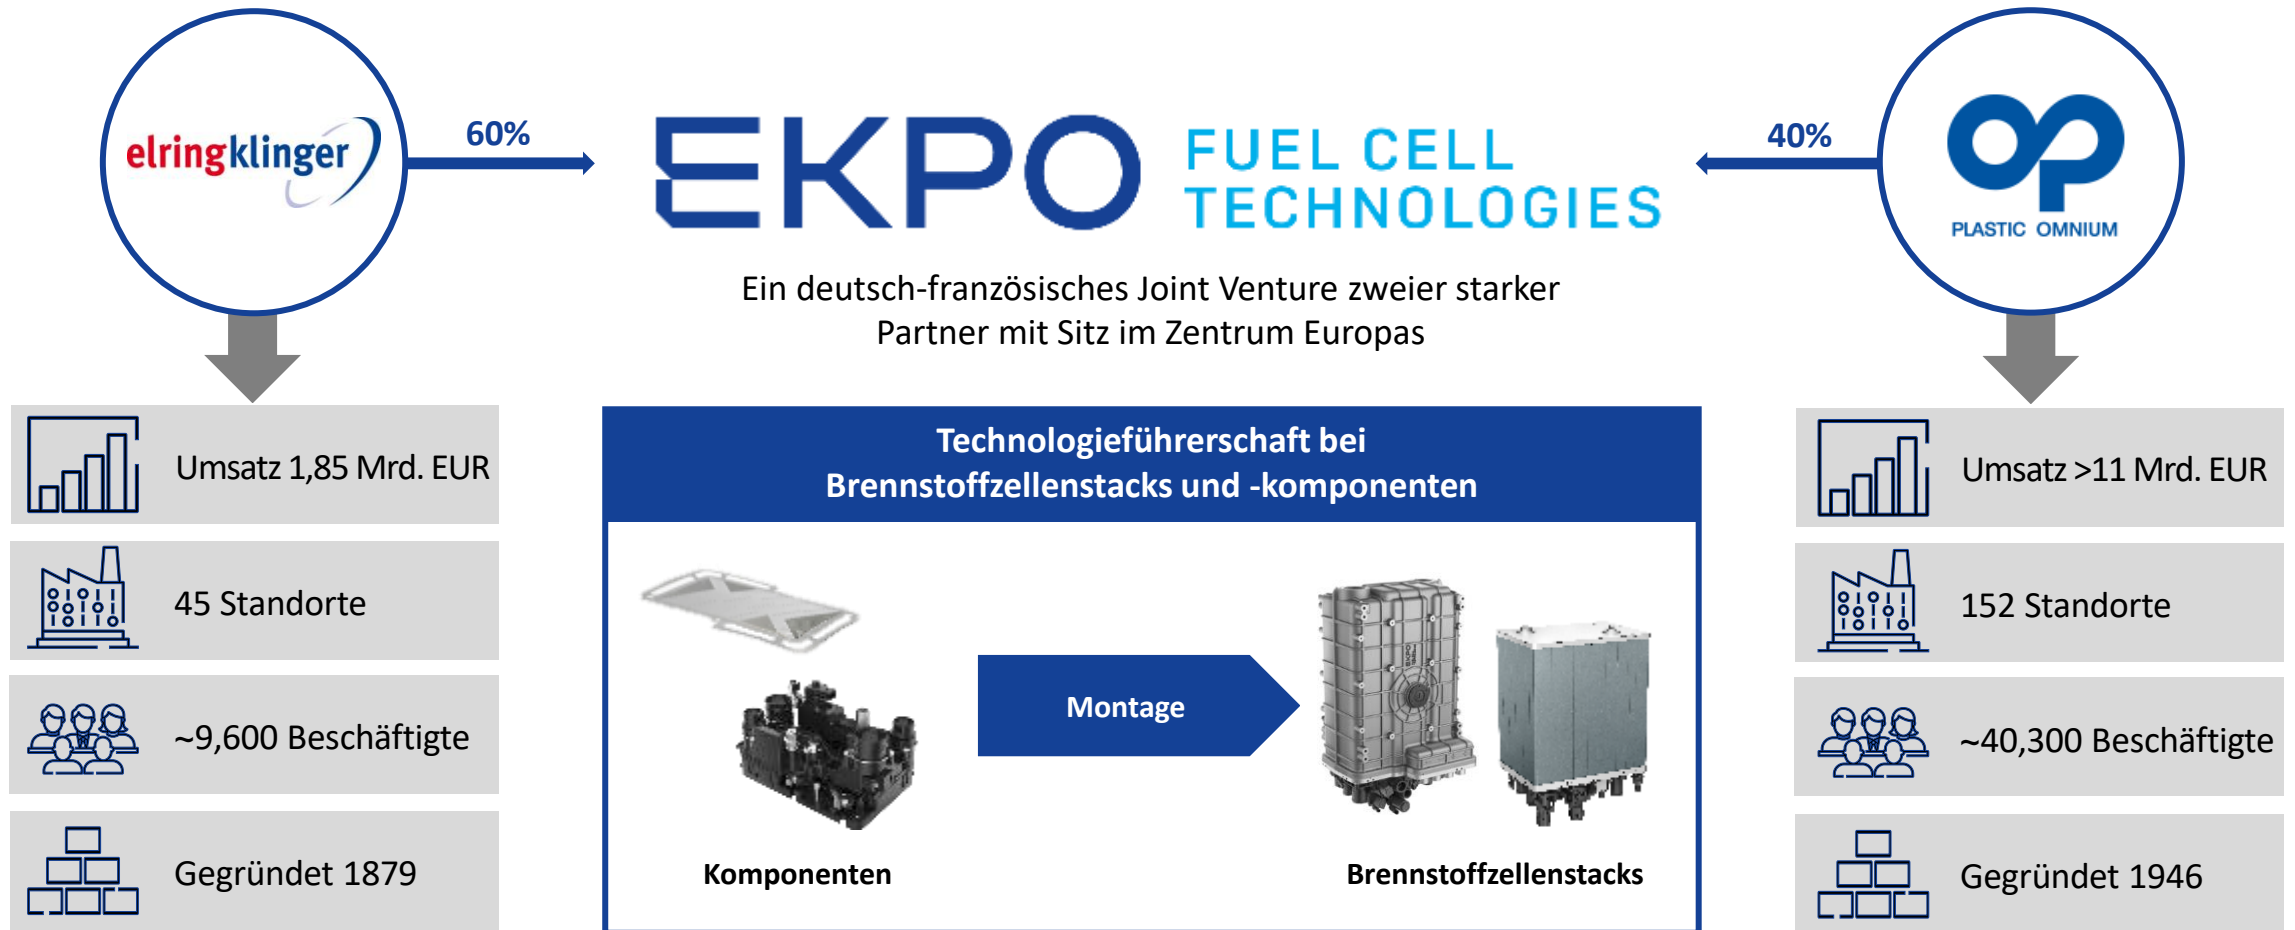 elringklinger
60%
EKPO
FUEL CELL
TECHNOLOGIES
40%
OP
PLASTIC OMNIUM
Ein deutsch-französisches Joint Venture zweier starker
Partner mit Sitz im Zentrum Europas
Umsatz 1,85 Mrd. EUR
45 Standorte
~9,600 Beschäftigte
Gegründet 1879
Technologieführerschaft bei
Brennstoffzellenstacks und -komponenten
Montage
Komponenten
Brennstoffzellenstacks
Umsatz >11 Mrd. EUR
152 Standorte
~40,300 Beschäftigte
Gegründet 1946